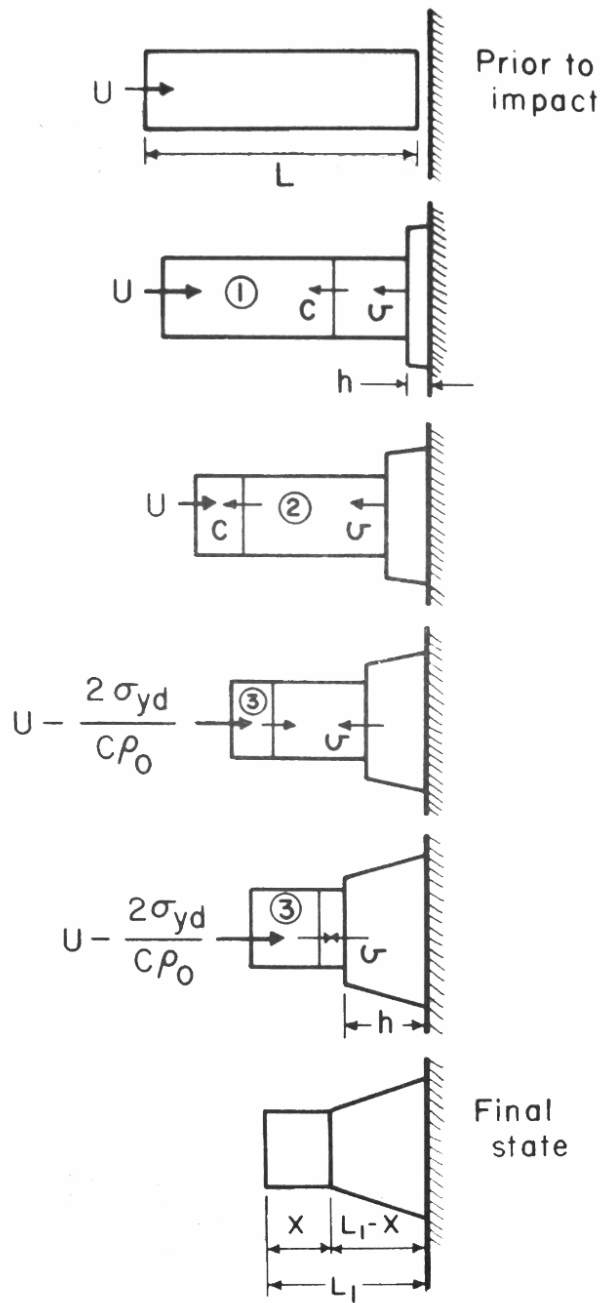 Prior to
impact
U
L
U ① C υ
h
U C ② υ
U - 2σyd / Cρ0 ③ υ
U - 2σyd / Cρ0 ③ υ
h
Final
state
X L1-X
L1